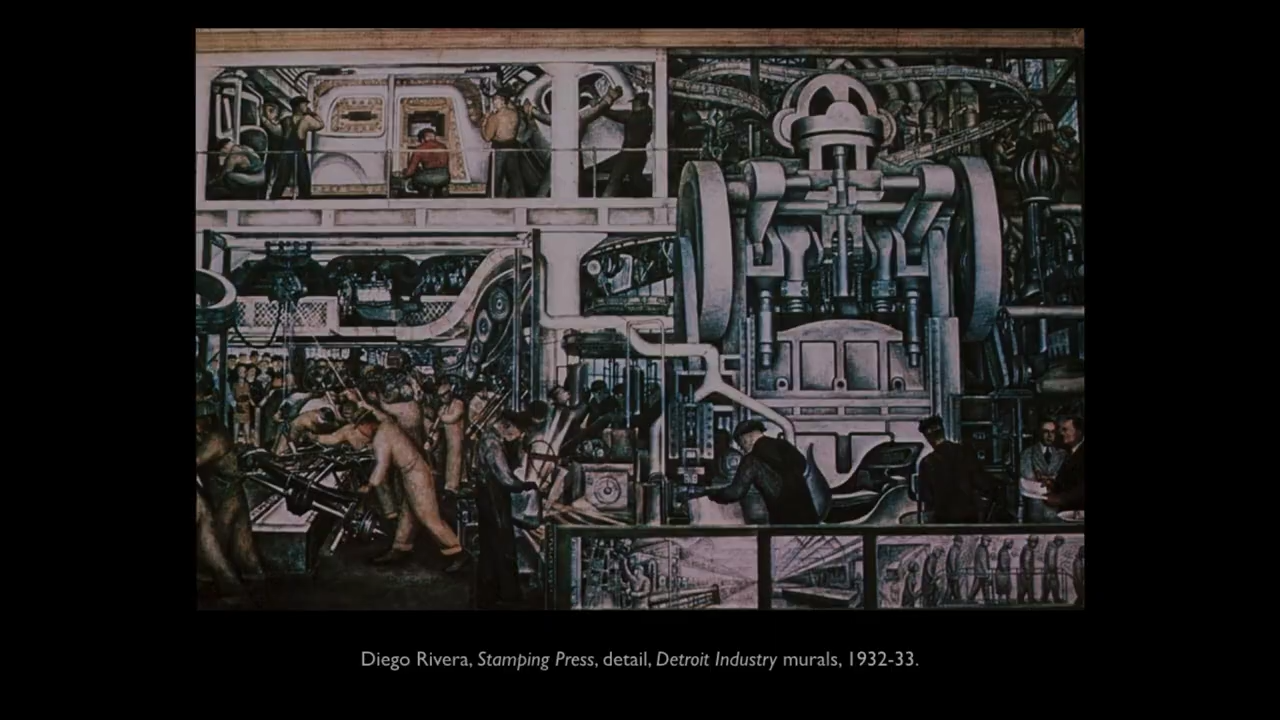 Diego Rivera, Stamping Press, detail, Detroit Industry murals, 1932-33.